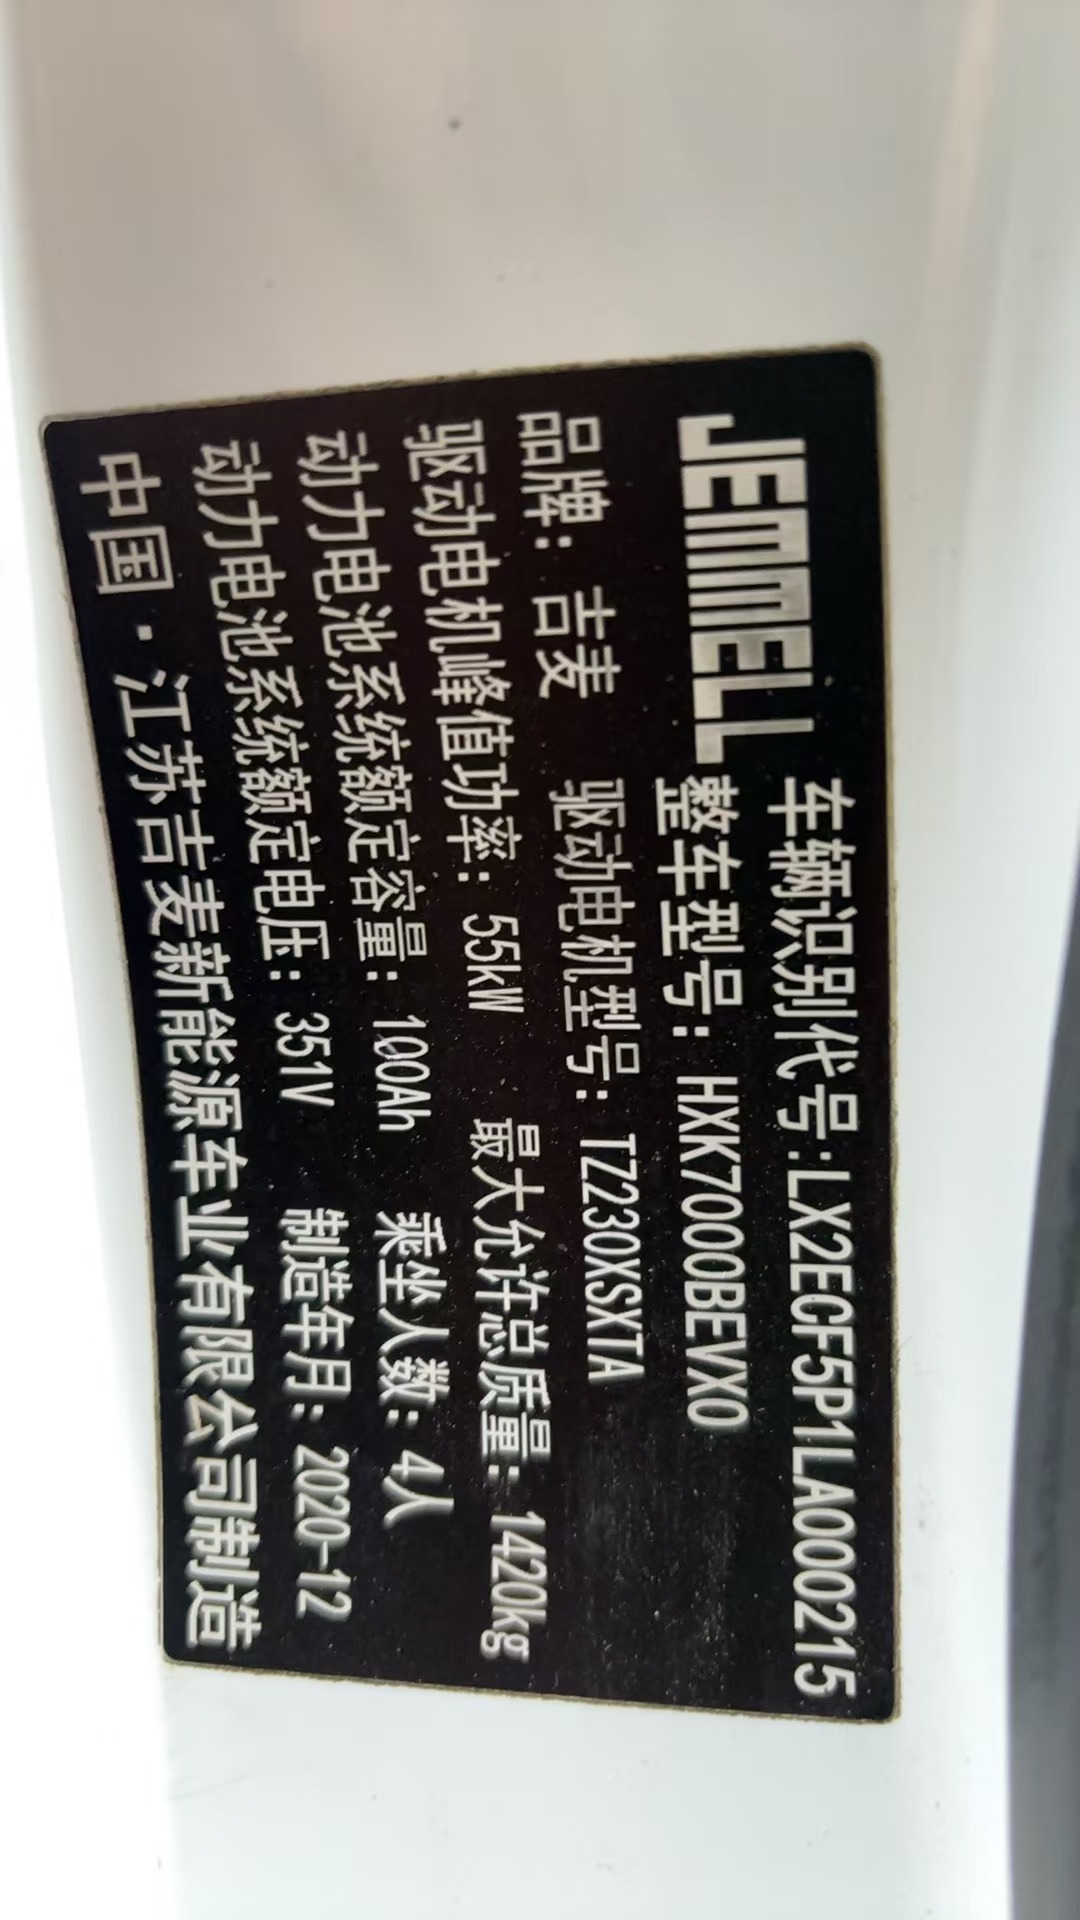 JEMMELL
车辆识别代号:LX2ECF5P1LA000215
整车型号: HXK7000BEVX0
品牌: 吉麦 驱动电机型号: TZ230XSXTA
驱动电机峰值功率: 55kW 最大允许总质量: 1420kg
动力电池系统额定容量: 100Ah 乘坐人数: 4人
动力电池系统额定电压: 351V 制造年月: 2020-12
中国·江苏吉麦新能源车业有限公司制造